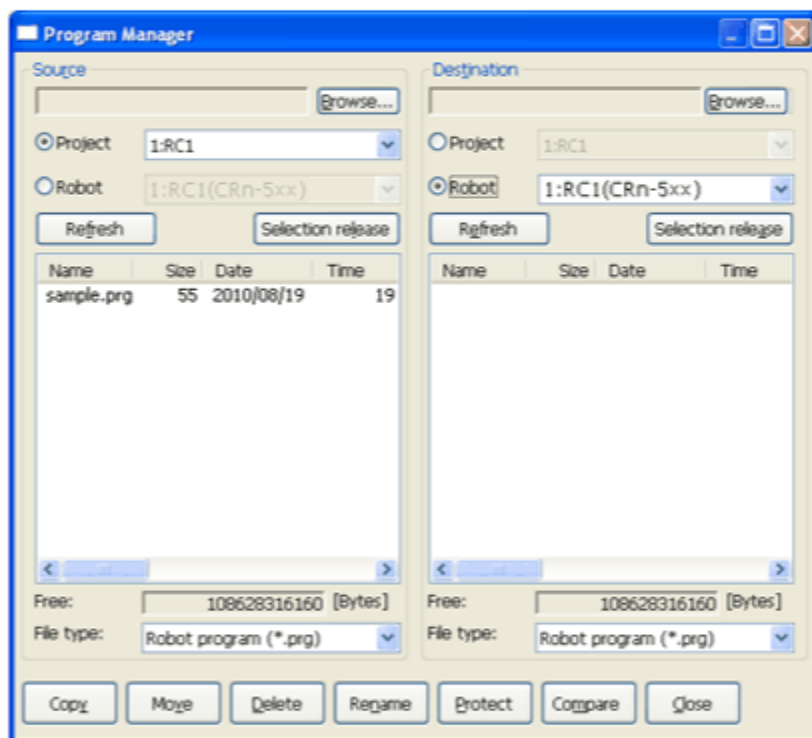 Program Manager
Source
Browse...
Project 1:RC1
Robot 1:RC1(CRn-5xx)
Refresh Selection release
Name Size Date Time
sample.prg 55 2010/08/19 19
Free: 108628316160 [Bytes]
File type: Robot program (*.prg)
Destination
Browse...
Project 1:RC1
Robot 1:RC1(CRn-5xx)
Refresh Selection release
Name Size Date Time
Free: 108628316160 [Bytes]
File type: Robot program (*.prg)
Copy Move Delete Rename Protect Compare Close